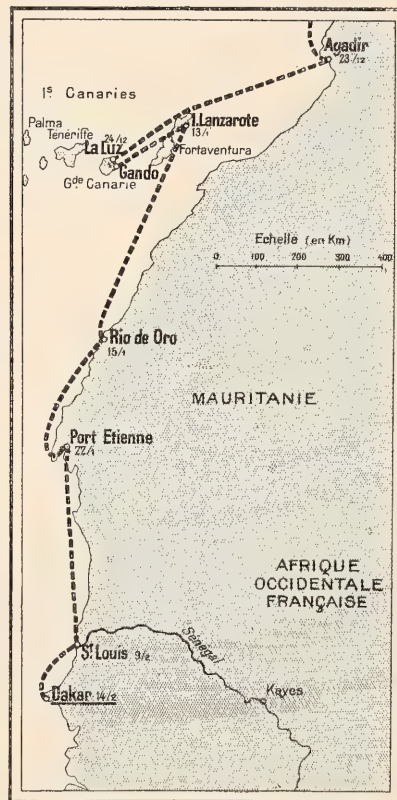 Agadir
23/12
Is. Canaries
Palma
Ténériffe
24/12
La Luz
Gando
Gde Canarie
I. Lanzarote
13/1
Fortaventura
Echelle (en Km)
0 100 200 300 400
Rio de Oro
15/1
MAURITANIE
Port Etienne
22/1
AFRIQUE
OCCIDENTALE
FRANÇAISE
St Louis 9/2
Sénégal
Kayes
Dakar 14/2